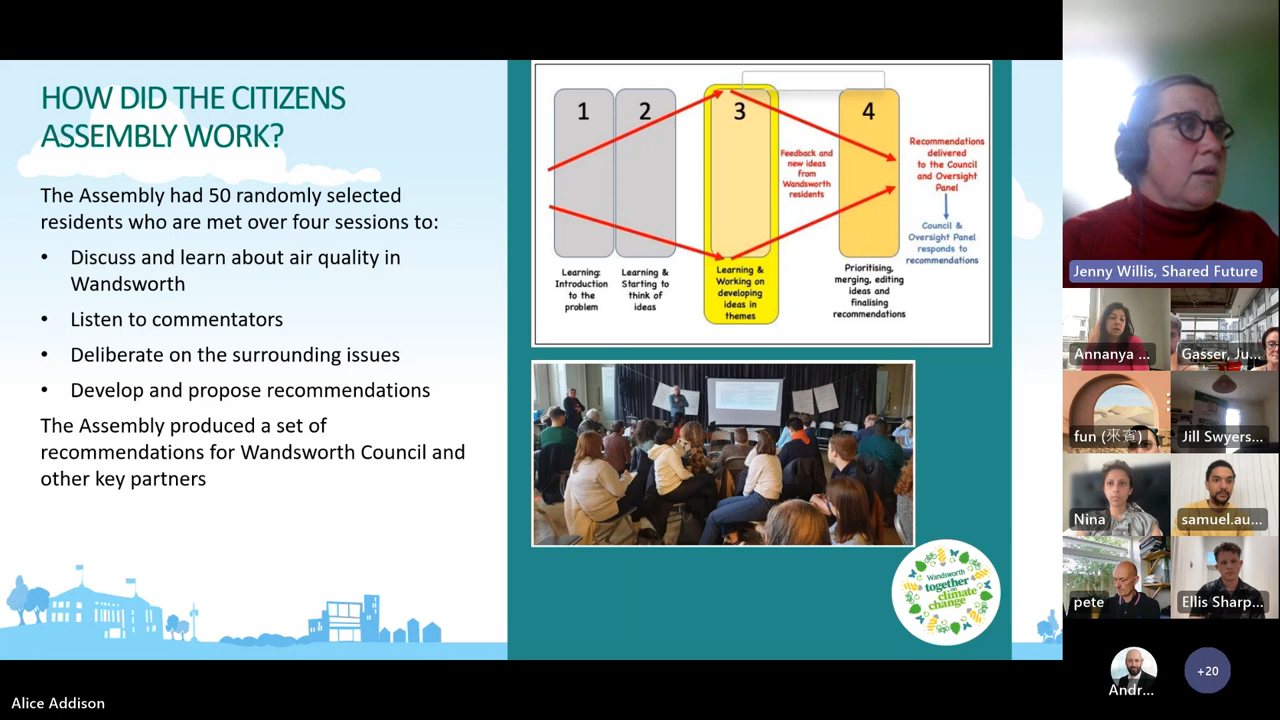 HOW DID THE CITIZENS
ASSEMBLY WORK?
The Assembly had 50 randomly selected
residents who are met over four sessions to:
• Discuss and learn about air quality in
Wandsworth
• Listen to commentators
• Deliberate on the surrounding issues
• Develop and propose recommendations
The Assembly produced a set of
recommendations for Wandsworth Council and
other key partners
1
2
3
4
Feedback and
new ideas
from
Wandsworth
residents
Recommendations
delivered
to the Council
and Oversight
Panel
Council &
Oversight Panel
responds to
recommendations
Learning:
Introduction
to the
problem
Learning &
Starting to
think of
ideas
Learning &
Working on
developing
ideas in
themes
Prioritising,
merging, editing
ideas and
finalising
recommendations
Wandsworth
together
climate
change
Jenny Willis, Shared Future
Annanya ...
Gasser, Ju...
fun (來賓)
Jill Swyers...
Nina
samuel.au...
pete
Ellis Sharp...
Andr...
+20
Alice Addison